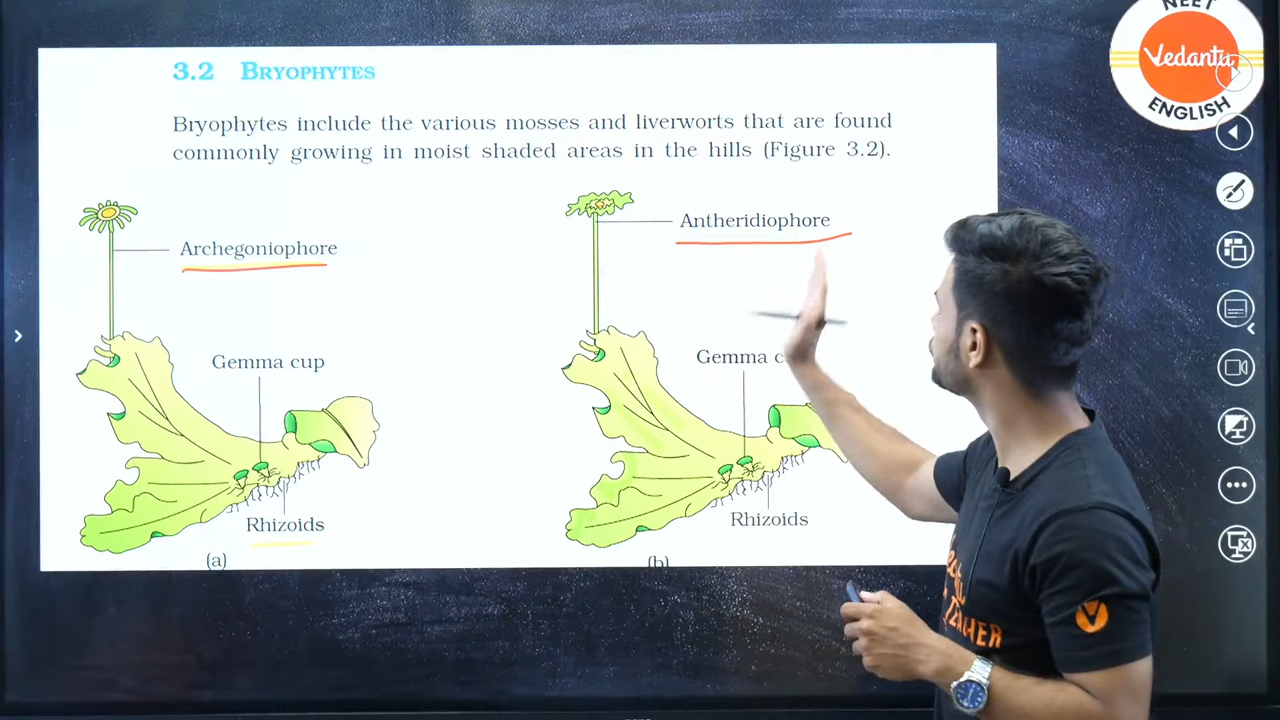 3.2 BRYOPHYTES
Bryophytes include the various mosses and liverworts that are found
commonly growing in moist shaded areas in the hills (Figure 3.2).
Archegoniophore
Antheridiophore
Gemma cup
Gemma
Rhizoids
Rhizoids
(a)
(b)
NEET
Vedantu
ENGLISH